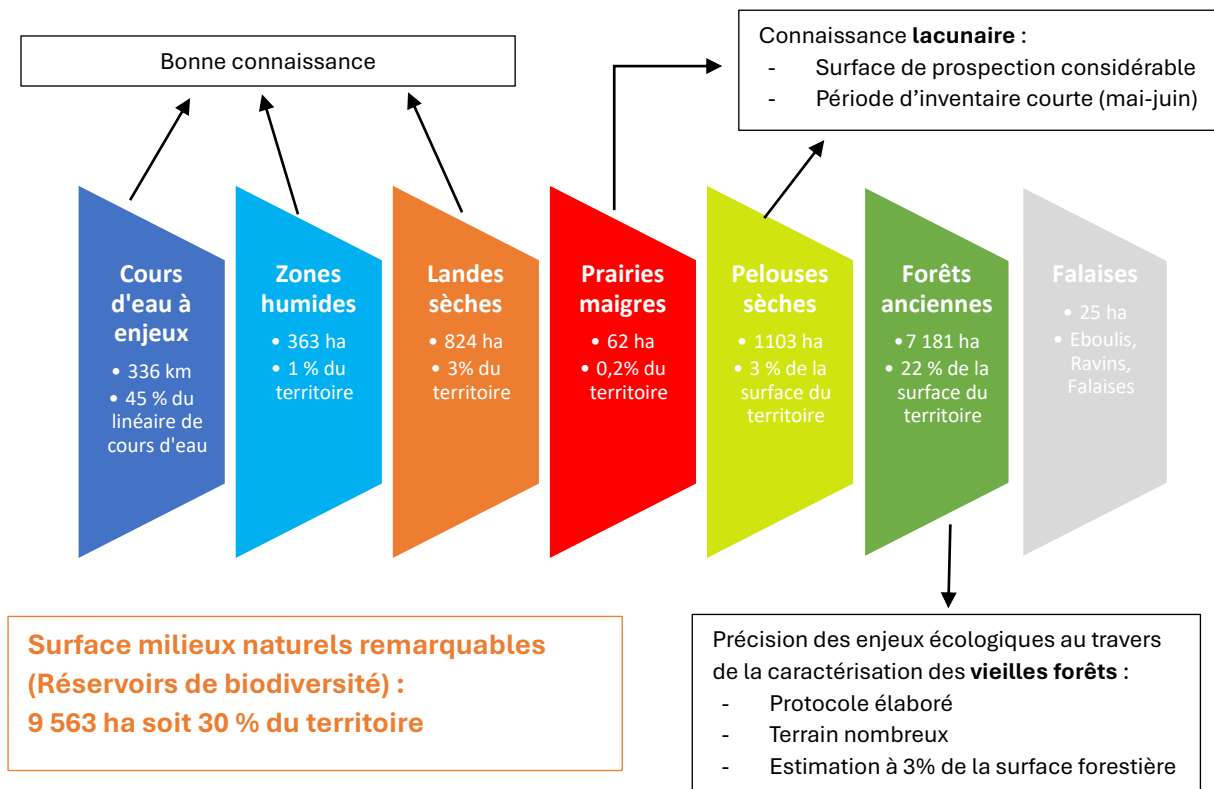 Bonne connaissance
Connaissance lacunaire :
- Surface de prospection considérable
- Période d'inventaire courte (mai-juin)
Cours
d'eau à
enjeux
• 336 km
• 45 % du
linéaire de
cours d'eau
Zones
humides
• 363 ha
• 1 % du
territoire
Landes
sèches
• 824 ha
• 3% du
territoire
Prairies
maigres
• 62 ha
• 0,2% du
territoire
Pelouses
sèches
• 1103 ha
• 3 % de la
surface du
territoire
Forêts
anciennes
• 7 181 ha
• 22 % de la
surface du
territoire
Falaises
• 25 ha
• Eboulis,
Ravins,
Falaises
Surface milieux naturels remarquables
(Réservoirs de biodiversité) :
9 563 ha soit 30 % du territoire
Précision des enjeux écologiques au travers
de la caractérisation des vieilles forêts :
- Protocole élaboré
- Terrain nombreux
- Estimation à 3% de la surface forestière